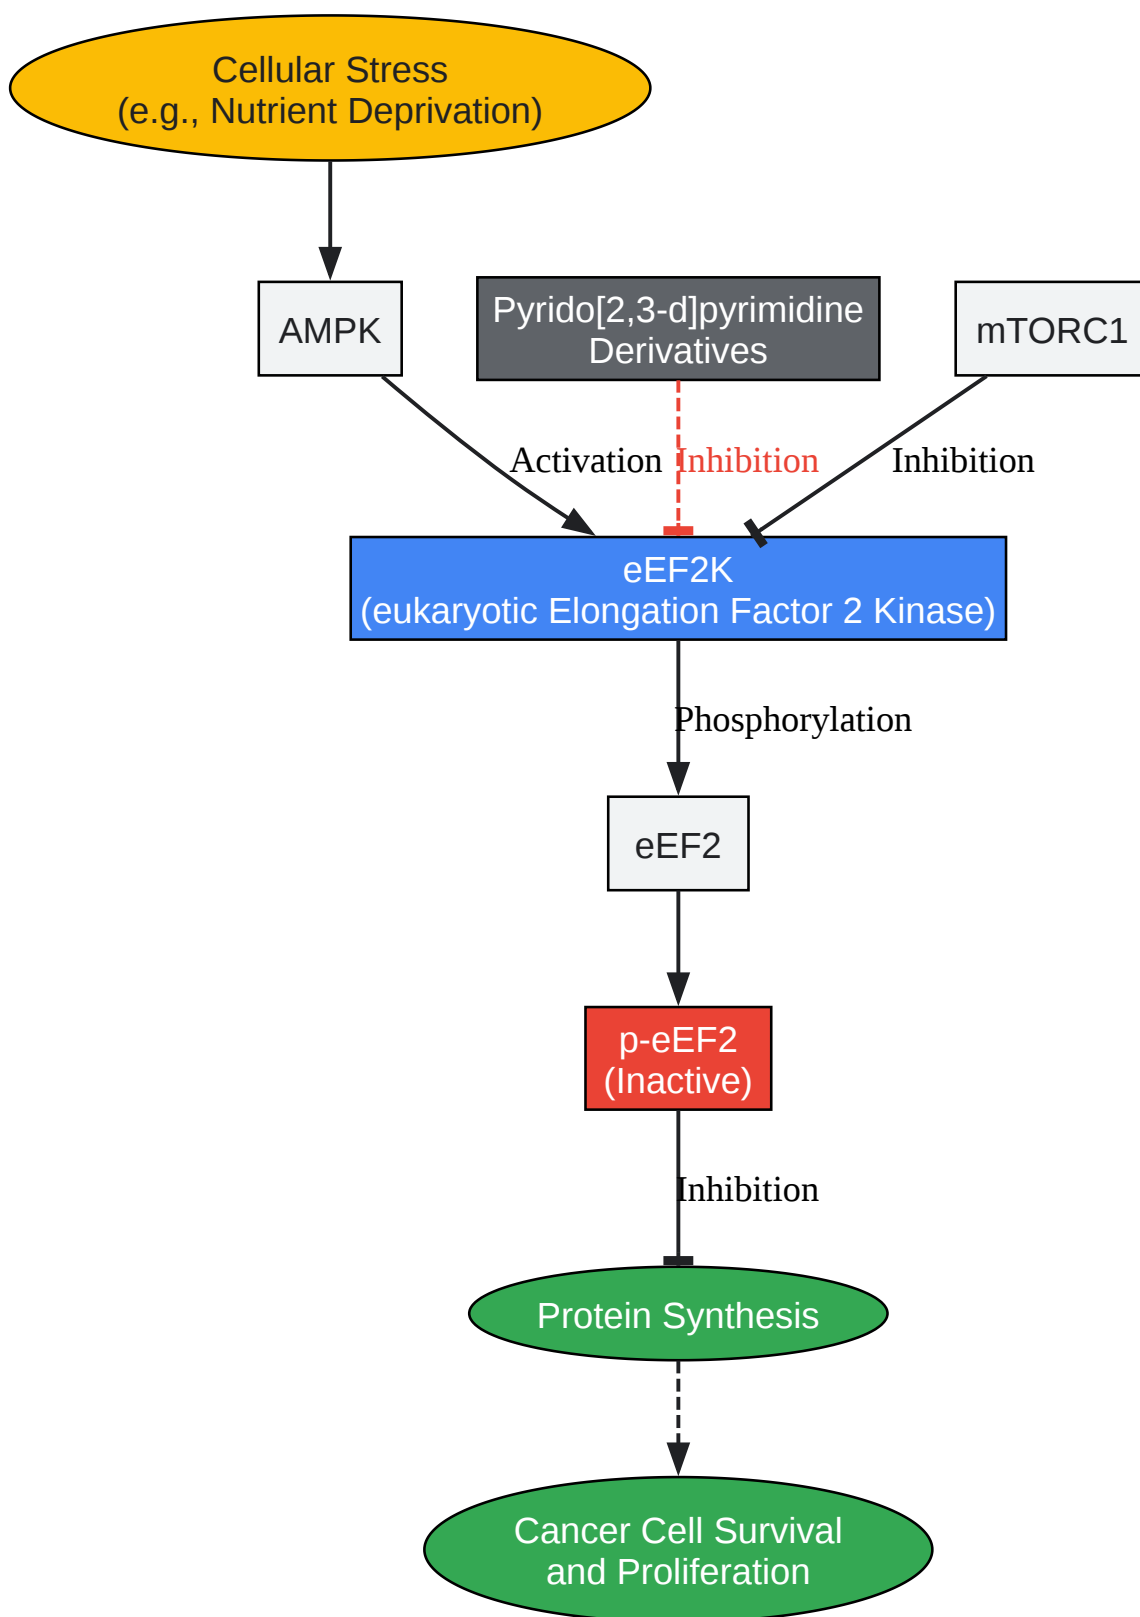 Cellular Stress
(e.g., Nutrient Deprivation)
AMPK
Pyrido[2,3-d]pyrimidine
Derivatives
mTORC1
Activation
Inhibition
Inhibition
eEF2K
(eukaryotic Elongation Factor 2 Kinase)
Phosphorylation
eEF2
p-eEF2
(Inactive)
Inhibition
Protein Synthesis
Cancer Cell Survival
and Proliferation